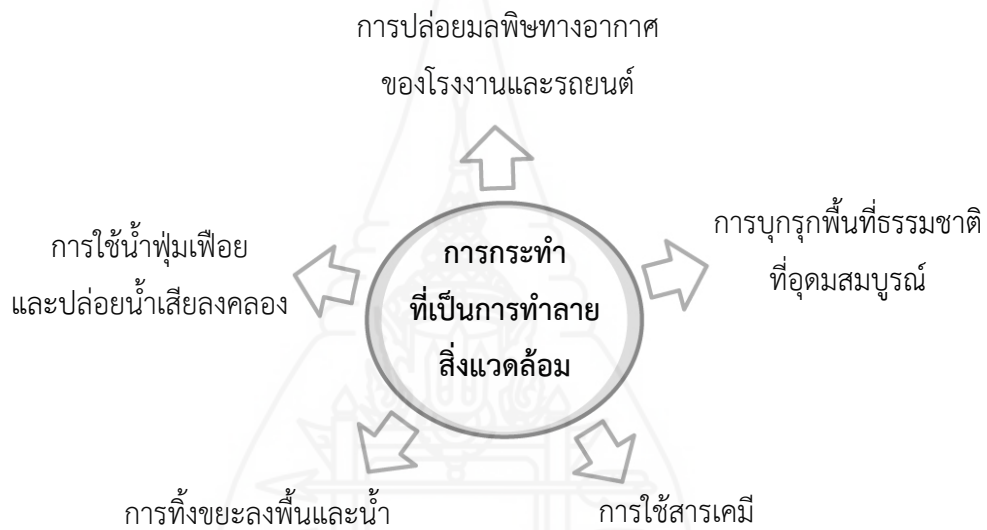 การปล่อยมลพิษทางอากาศ
ของโรงงานและรถยนต์
การบุกรุกพื้นที่ธรรมชาติ
ที่อุดมสมบูรณ์
การใช้น้ำฟุ่มเฟือย
และปล่อยน้ำเสียลงคลอง
การกระทำ
ที่เป็นการทำลาย
สิ่งแวดล้อม
การทิ้งขยะลงพื้นและน้ำ
การใช้สารเคมี